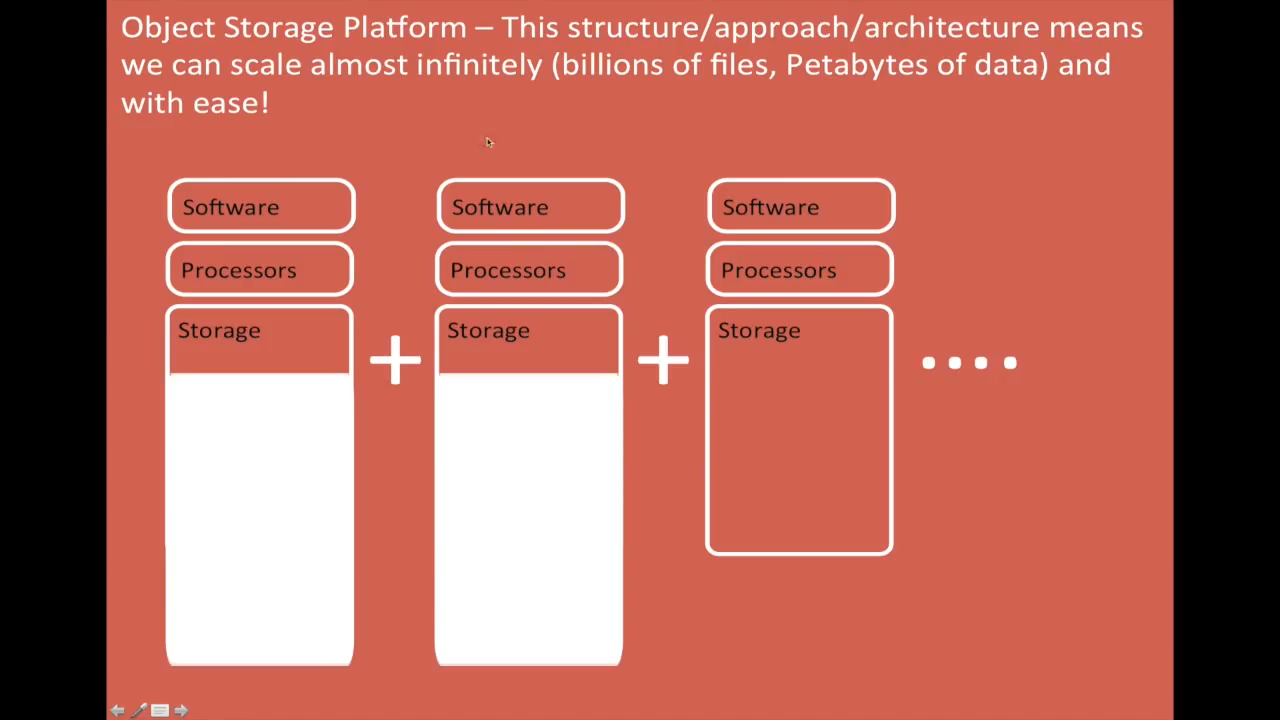 Object Storage Platform – This structure/approach/architecture means
we can scale almost infinitely (billions of files, Petabytes of data) and
with ease!
Software Software Software
Processors Processors Processors
Storage Storage Storage
+ + ....